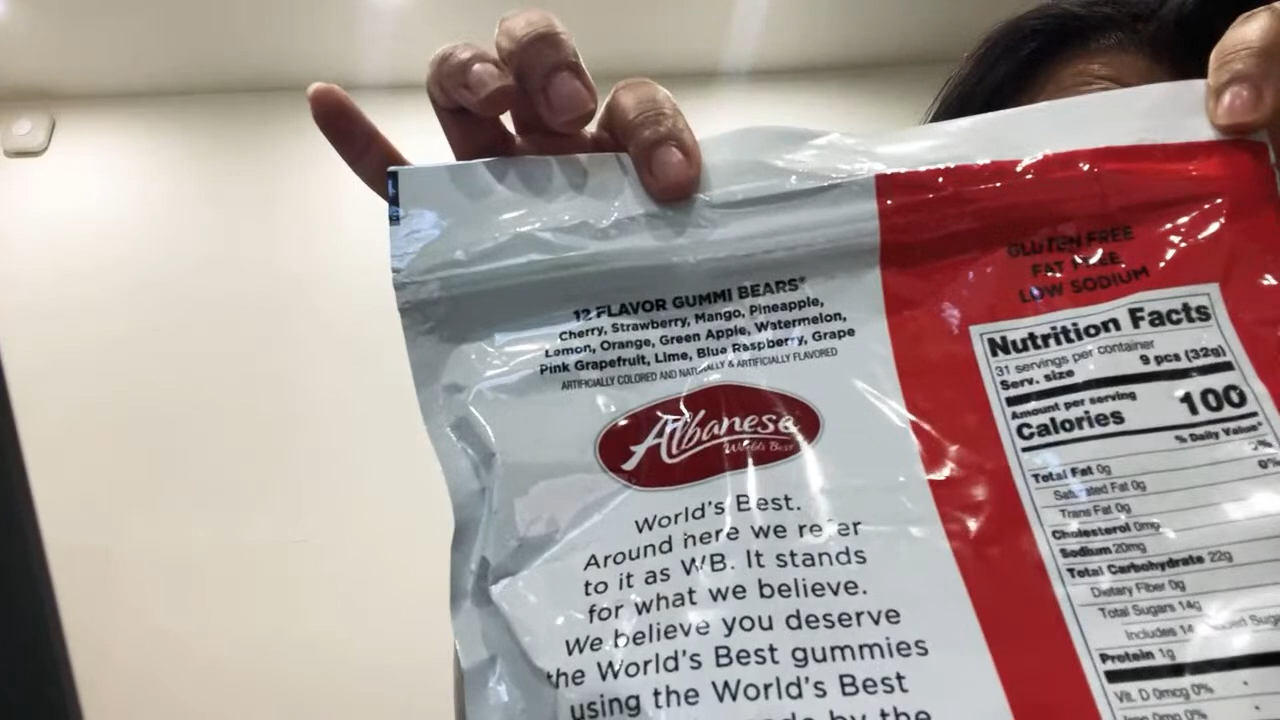 12 FLAVOR GUMMI BEARS®
Cherry, Strawberry, Mango, Pineapple,
Lemon, Orange, Green Apple, Watermelon,
Pink Grapefruit, Lime, Blue Raspberry, Grape
ARTIFICIALLY COLORED AND NATURALLY & ARTIFICIALLY FLAVORED
Albanese
World's Best
World's Best.
Around here we refer
to it as WB. It stands
for what we believe.
We believe you deserve
the World's Best gummies
using the World's Best
by the
GLUTEN FREE
FAT FREE
LOW SODIUM
Nutrition Facts
31 servings per container
Serv. size 9 pcs (32g)
Amount per serving
Calories 100
% Daily Value*
Total Fat 0g
Saturated Fat 0g 0%
Trans Fat 0g
Cholesterol 0mg
Sodium 20mg
Total Carbohydrate 22g
Dietary Fiber 0g
Total Sugars 14g
Includes 14
Protein 1g
Vit. D 0mcg 0%
0mg 0%